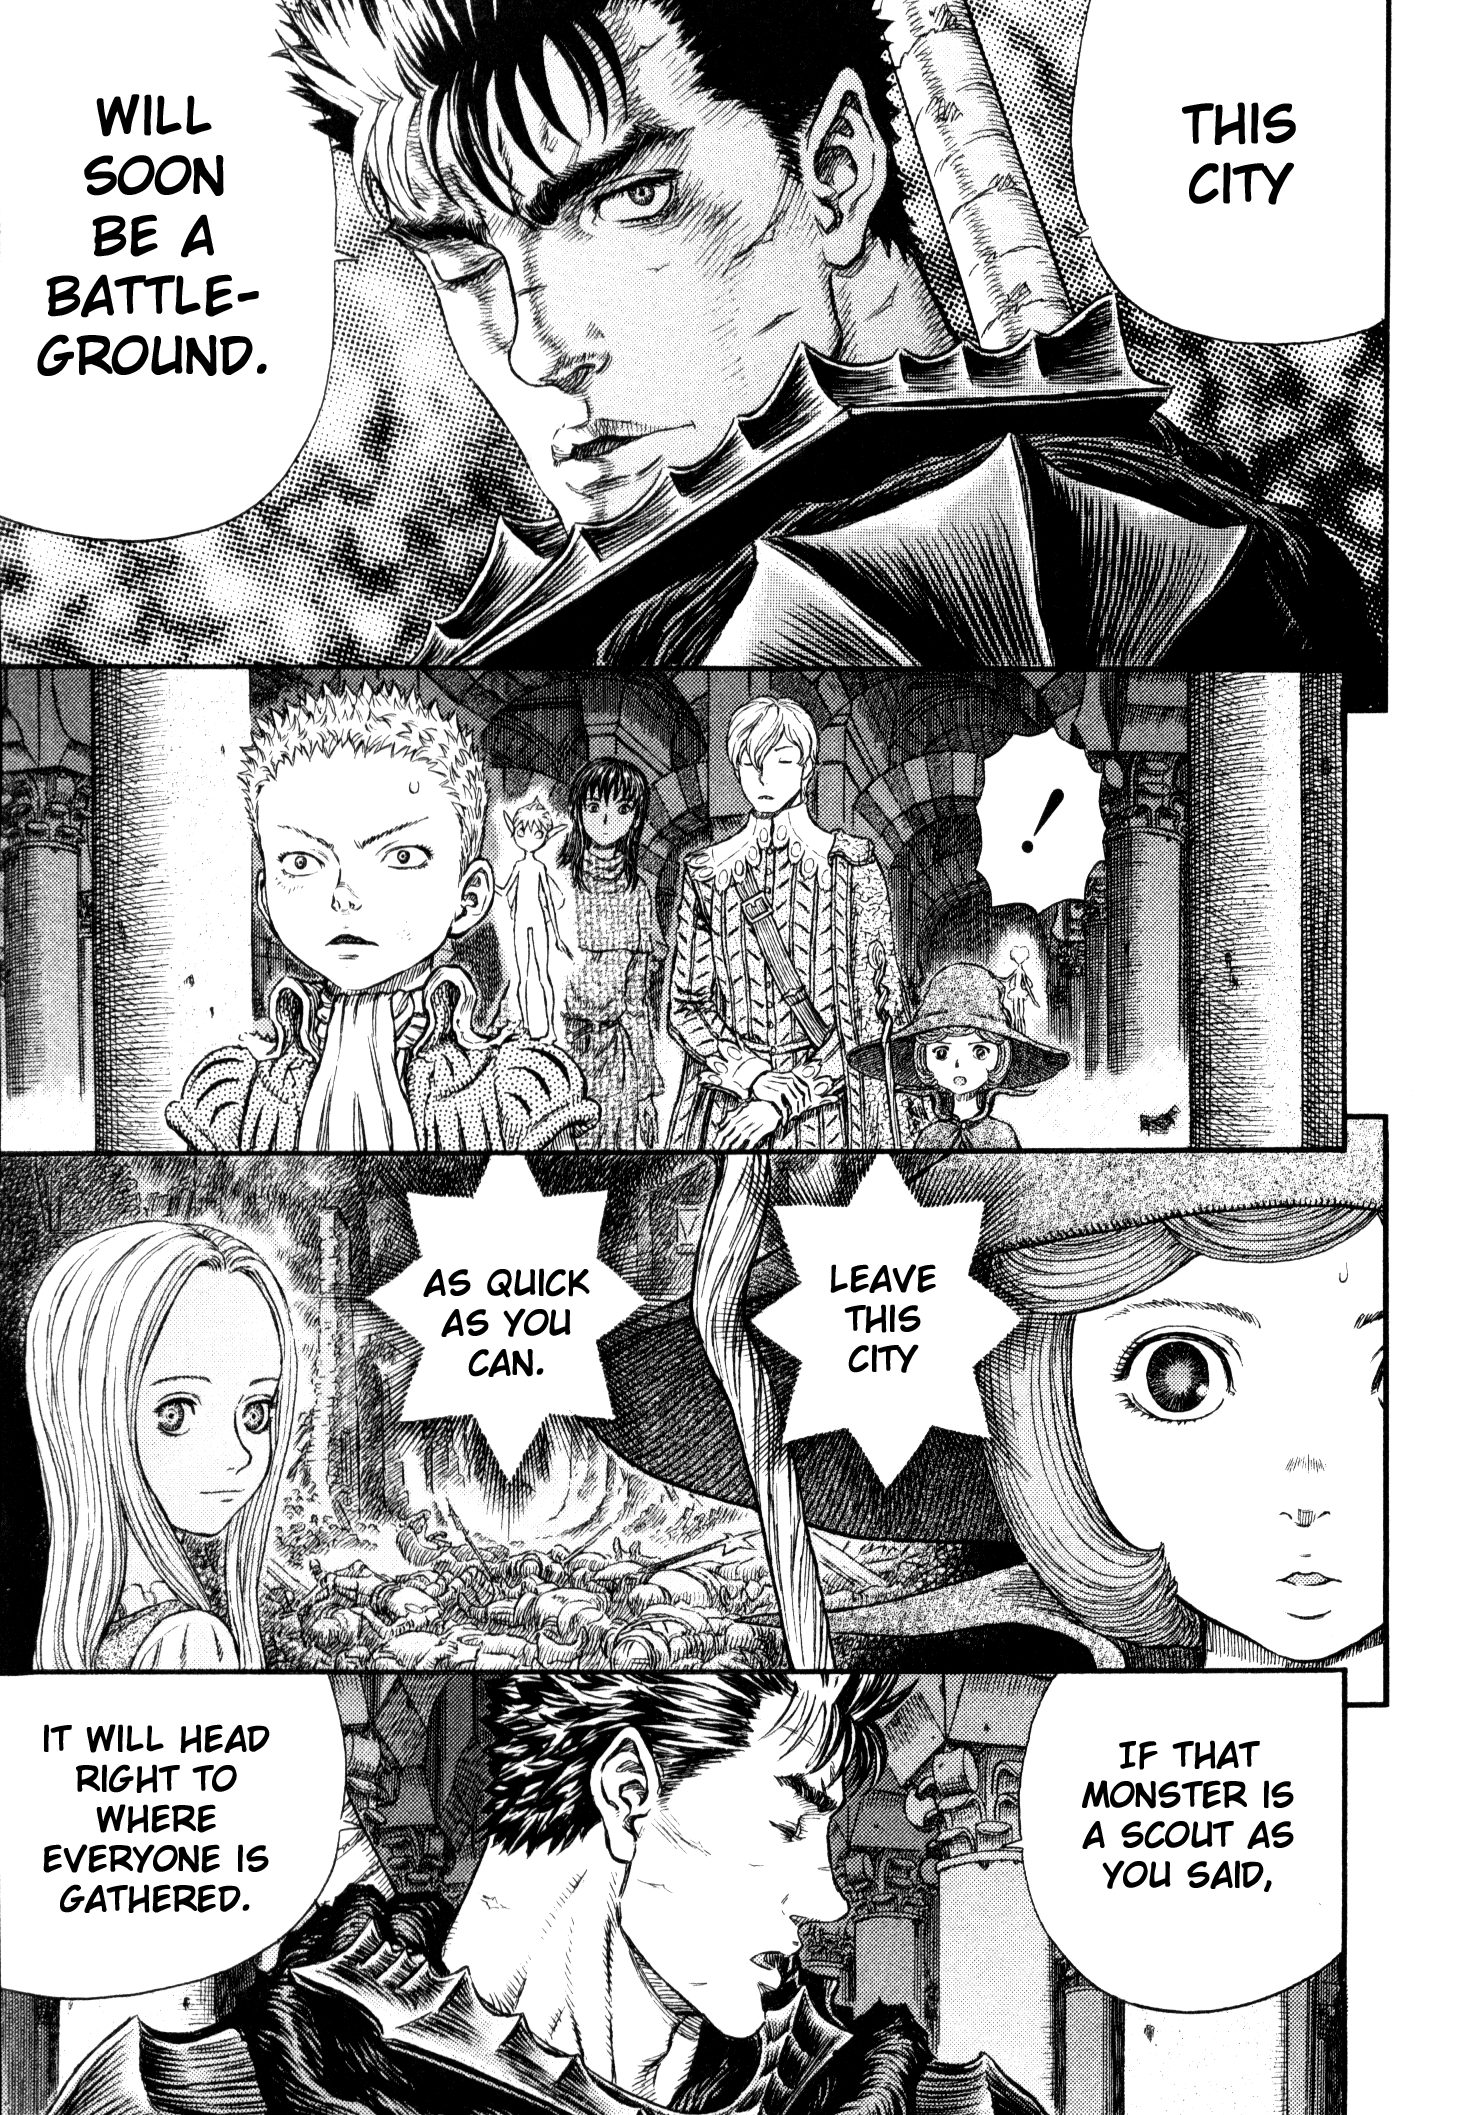 THIS
CITY
WILL
SOON
BE A
BATTLE-
GROUND.
!
LEAVE
THIS
CITY
AS QUICK
AS YOU
CAN.
IF THAT
MONSTER IS
A SCOUT AS
YOU SAID,
IT WILL HEAD
RIGHT TO
WHERE
EVERYONE IS
GATHERED.